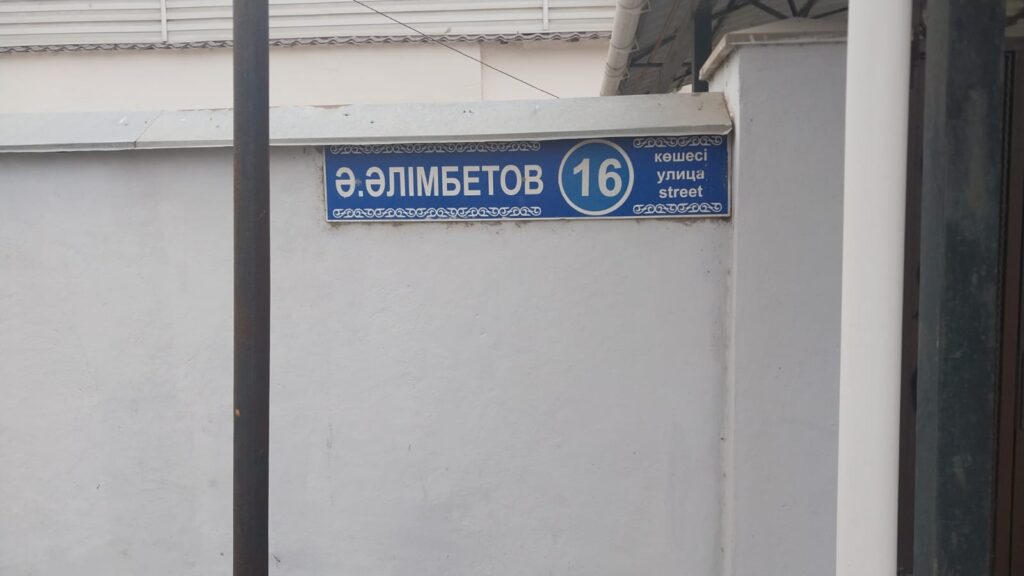 Ә.ӘЛІМБЕТОВ
16
көшесі
улица
street